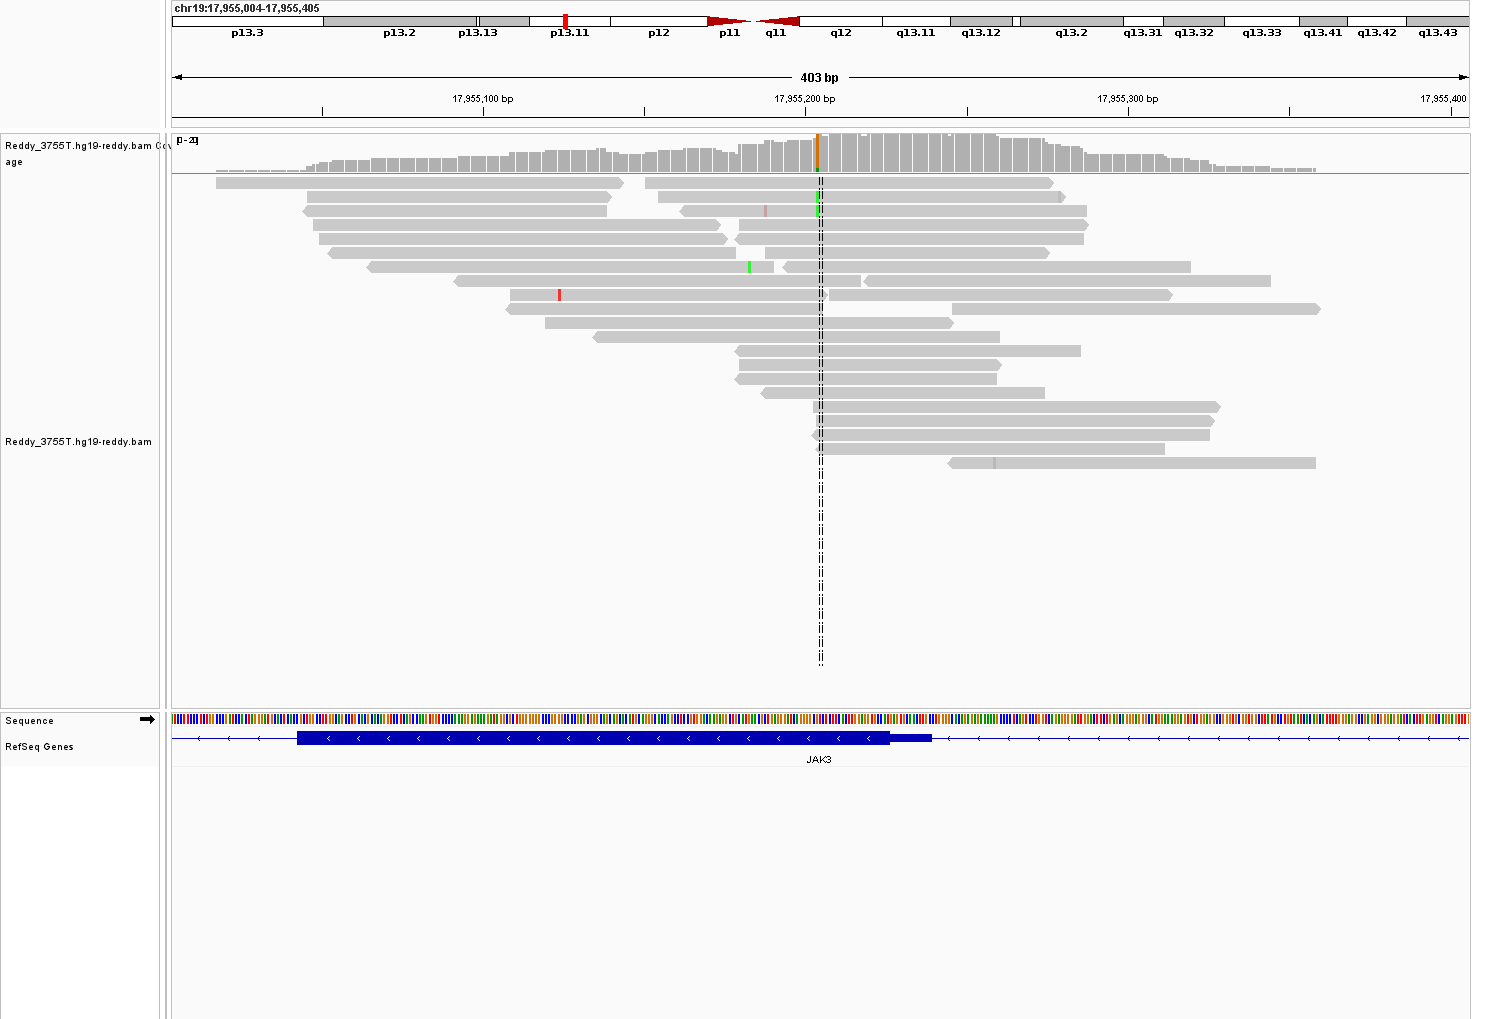 chr19:17,955,004-17,955,405
p13.3 p13.2 p13.13 p13.11 p12 p11 q11 q12 q13.11 q13.12 q13.2 q13.31 q13.32 q13.33 q13.41 q13.42 q13.43
403 bp
17,955,100 bp 17,955,200 bp 17,955,300 bp 17,955,400
Reddy_3755T.hg19-reddy.bam Cov
age
[0 - 20]
Reddy_3755T.hg19-reddy.bam
Sequence
RefSeq Genes
JAK3